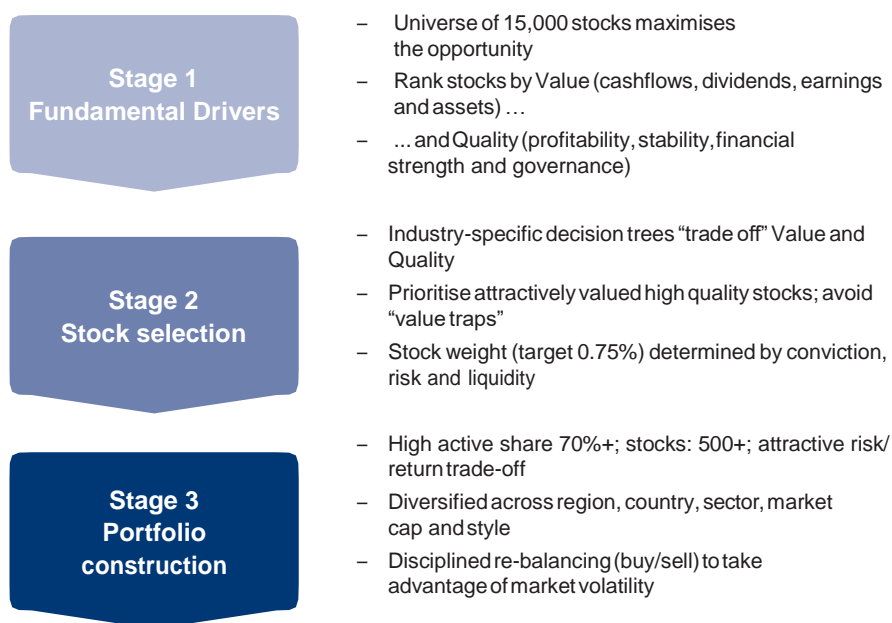 Stage 1
Fundamental Drivers
– Universe of 15,000 stocks maximises
the opportunity
– Rank stocks by Value (cashflows, dividends, earnings
and assets) …
– ... and Quality (profitability, stability, financial
strength and governance)
Stage 2
Stock selection
– Industry-specific decision trees “trade off” Value and
Quality
– Prioritise attractively valued high quality stocks; avoid
“value traps”
– Stock weight (target 0.75%) determined by conviction,
risk and liquidity
Stage 3
Portfolio
construction
– High active share 70%+; stocks: 500+; attractive risk/
return trade-off
– Diversified across region, country, sector, market
cap and style
– Disciplined re-balancing (buy/sell) to take
advantage of market volatility